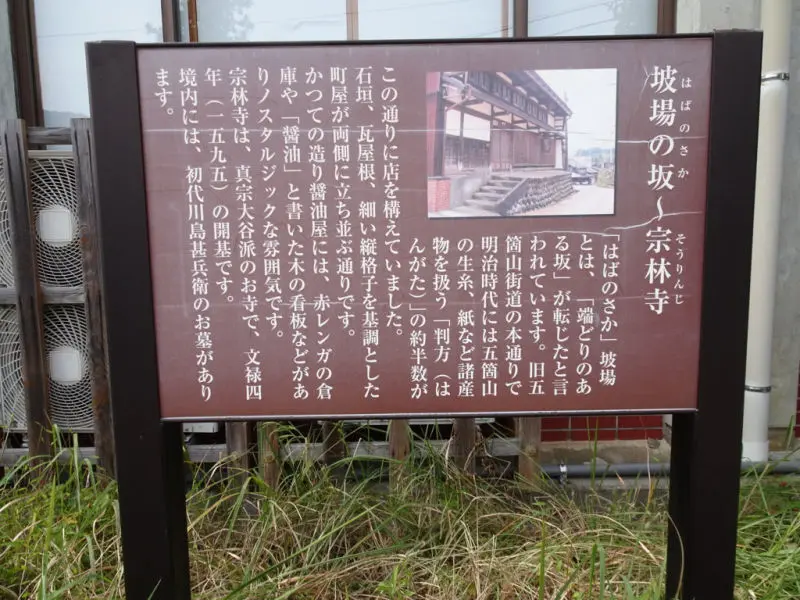 坡場の坂～宗林寺
はばのさか
そうりんじ
「はばのさか」坡場
とは、「端どりのあ
る坂」が転じたと言
われています。旧五
箇山街道の本通りで
明治時代には五箇山
の生糸、紙など諸産
物を扱う「判方（は
んがた）」の約半数が
この通りに店を構えていました。
石垣、瓦屋根、細い縦格子を基調とした
町屋が両側に立ち並ぶ通りです。
かつての造り醤油屋には、赤レンガの倉
庫や「醤油」と書いた木の看板などがあ
りノスタルジックな雰囲気です。
宗林寺は、真宗大谷派のお寺で、文禄四
年（一五九五）の開基です。
境内には、初代川島甚兵衛のお墓があり
ます。